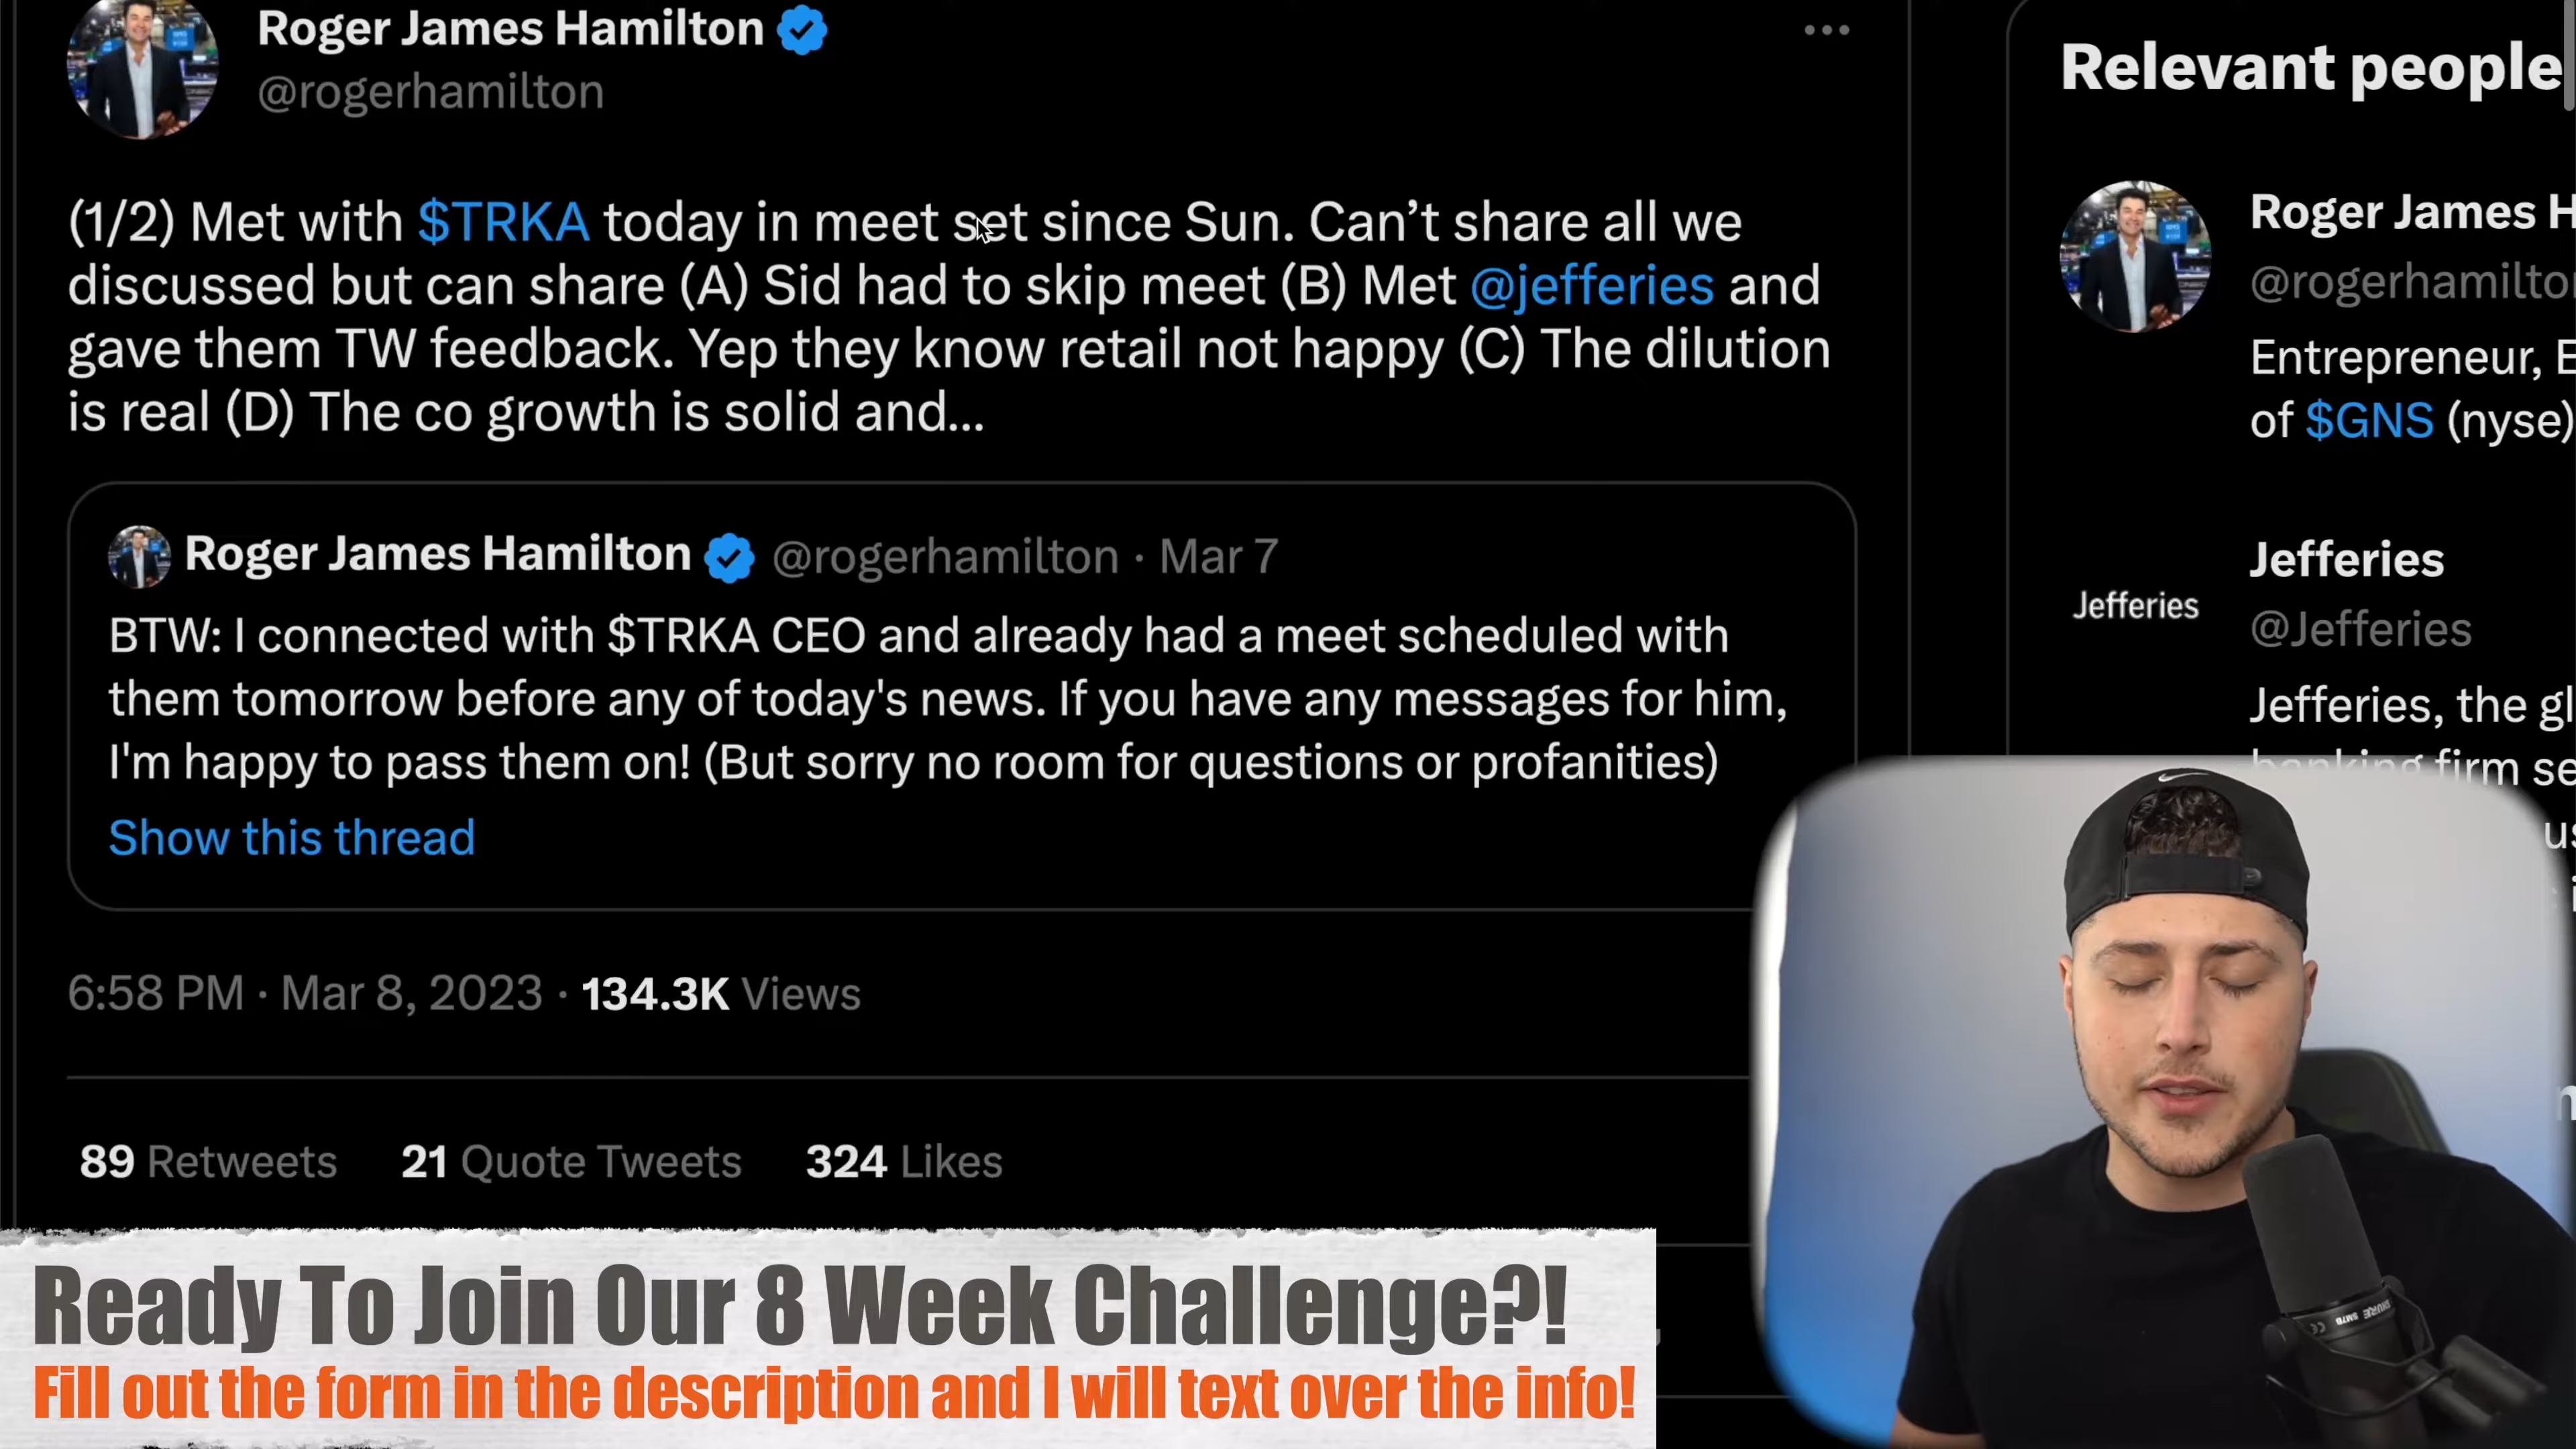 Roger James Hamilton
@rogerhamilton
(1/2) Met with $TRKA today in meet set since Sun. Can’t share all we
discussed but can share (A) Sid had to skip meet (B) Met @jefferies and
gave them TW feedback. Yep they know retail not happy (C) The dilution
is real (D) The co growth is solid and...
Roger James Hamilton @rogerhamilton · Mar 7
BTW: I connected with $TRKA CEO and already had a meet scheduled with
them tomorrow before any of today's news. If you have any messages for him,
I'm happy to pass them on! (But sorry no room for questions or profanities)
Show this thread
6:58 PM · Mar 8, 2023 · 134.3K Views
89 Retweets 21 Quote Tweets 324 Likes
Relevant people
Roger James H
@rogerhamilto
Entrepreneur, E
of $GNS (nyse)
Jefferies
Jefferies
@Jefferies
Jefferies, the gl
banking firm se
us
Ready To Join Our 8 Week Challenge?!
Fill out the form in the description and I will text over the info!
SHURE
SM7B